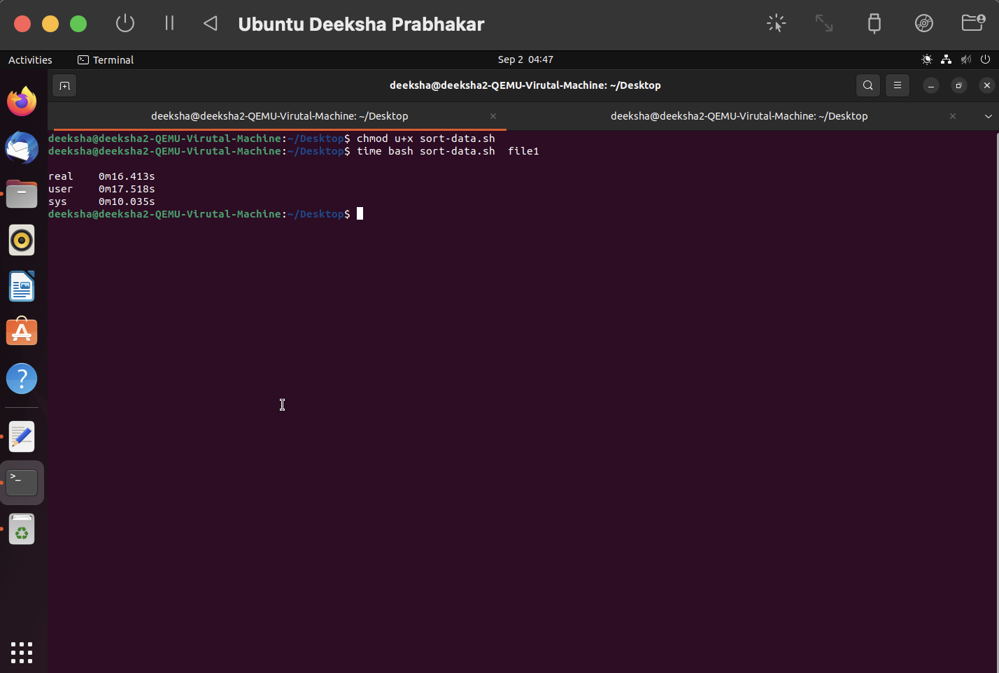 Ubuntu Deeksha Prabhakar
Activities Terminal Sep 2 04:47
deeksha@deeksha2-QEMU-Virutal-Machine: ~/Desktop
deeksha@deeksha2-QEMU-Virutal-Machine: ~/Desktop deeksha@deeksha2-QEMU-Virutal-Machine: ~/Desktop
deeksha@deeksha2-QEMU-Virutal-Machine:~/Desktop$ chmod u+x sort-data.sh
deeksha@deeksha2-QEMU-Virutal-Machine:~/Desktop$ time bash sort-data.sh  file1
real    0m16.413s
user    0m17.518s
sys     0m10.035s
deeksha@deeksha2-QEMU-Virutal-Machine:~/Desktop$